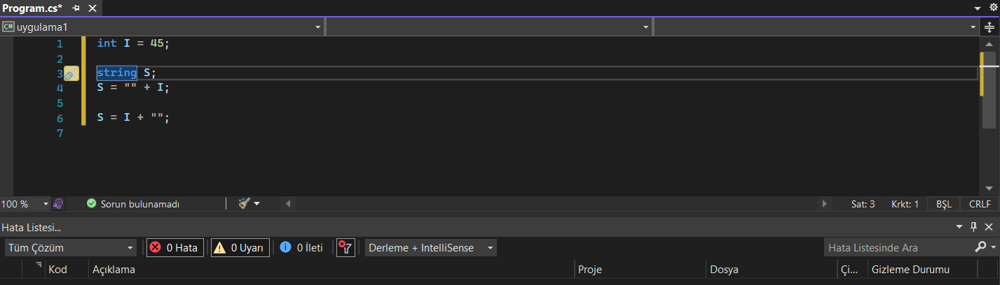 Program.cs*
C# uygulama1
1 int I = 45;
2
3 string S;
4 S = "" + I;
5
6 S = I + "";
7
100 % Sorun bulunamadı Sat: 3 Krkt: 1 BŞL CRLF
Hata Listesi...
Tüm Çözüm 0 Hata 0 Uyarı 0 İleti Derleme + IntelliSense Hata Listesinde Ara
Kod Açıklama Proje Dosya Çi... Gizleme Durumu